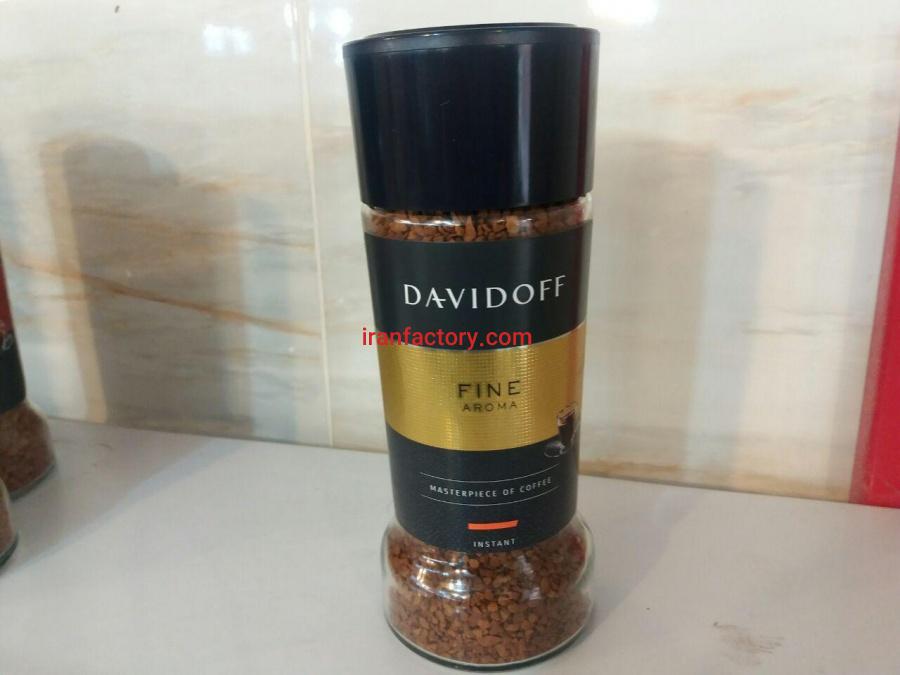 DAVIDOFF
iranfactory.com
FINE
AROMA
MASTERPIECE OF COFFEE
INSTANT